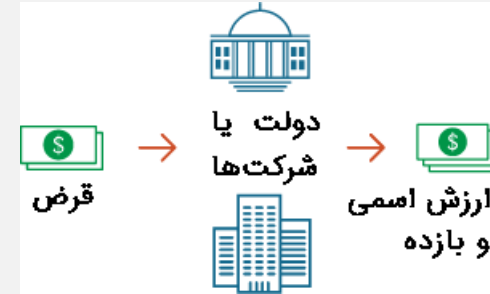 دولت یا
شرکت‌ها
قرض
ارزش اسمی
و بازده